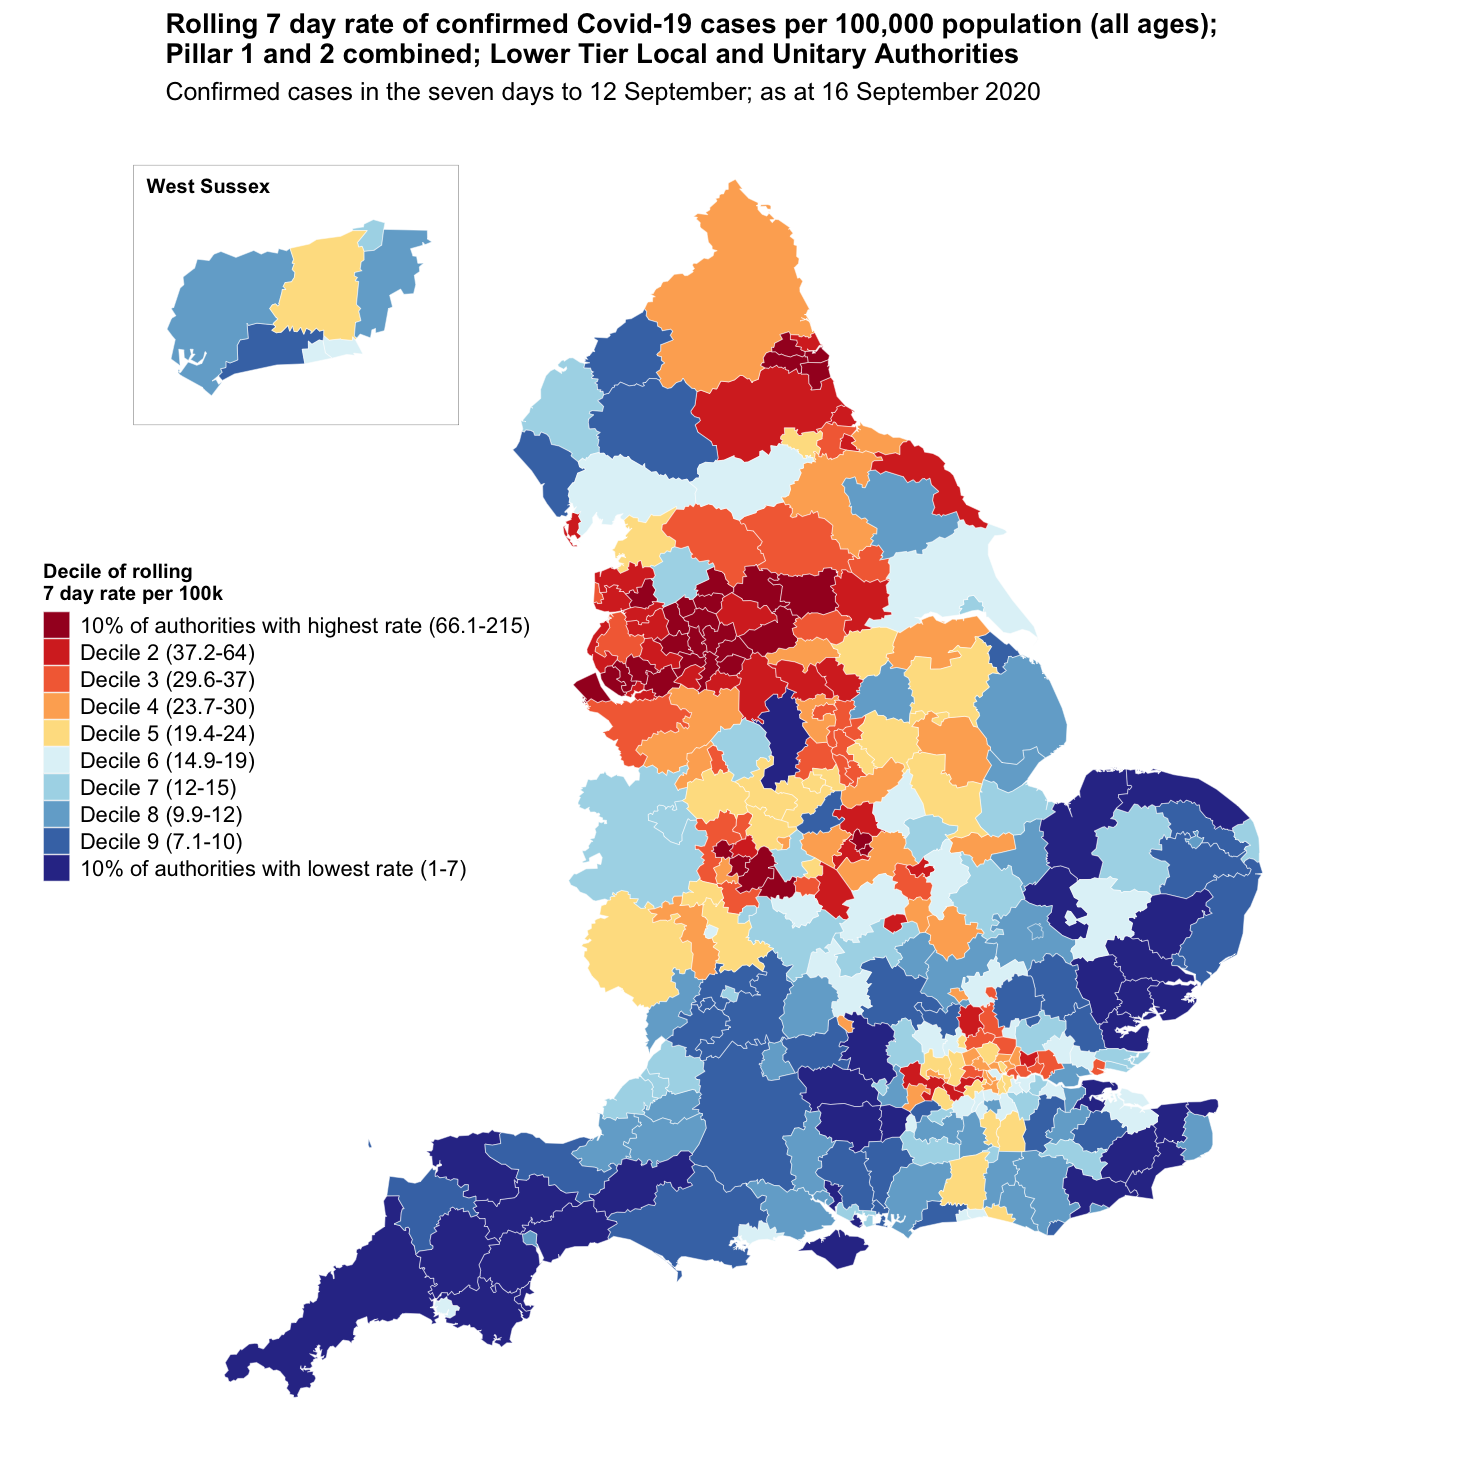 Rolling 7 day rate of confirmed Covid-19 cases per 100,000 population (all ages);
Pillar 1 and 2 combined; Lower Tier Local and Unitary Authorities
Confirmed cases in the seven days to 12 September; as at 16 September 2020
West Sussex
Decile of rolling
7 day rate per 100k
10% of authorities with highest rate (66.1-215)
Decile 2 (37.2-64)
Decile 3 (29.6-37)
Decile 4 (23.7-30)
Decile 5 (19.4-24)
Decile 6 (14.9-19)
Decile 7 (12-15)
Decile 8 (9.9-12)
Decile 9 (7.1-10)
10% of authorities with lowest rate (1-7)